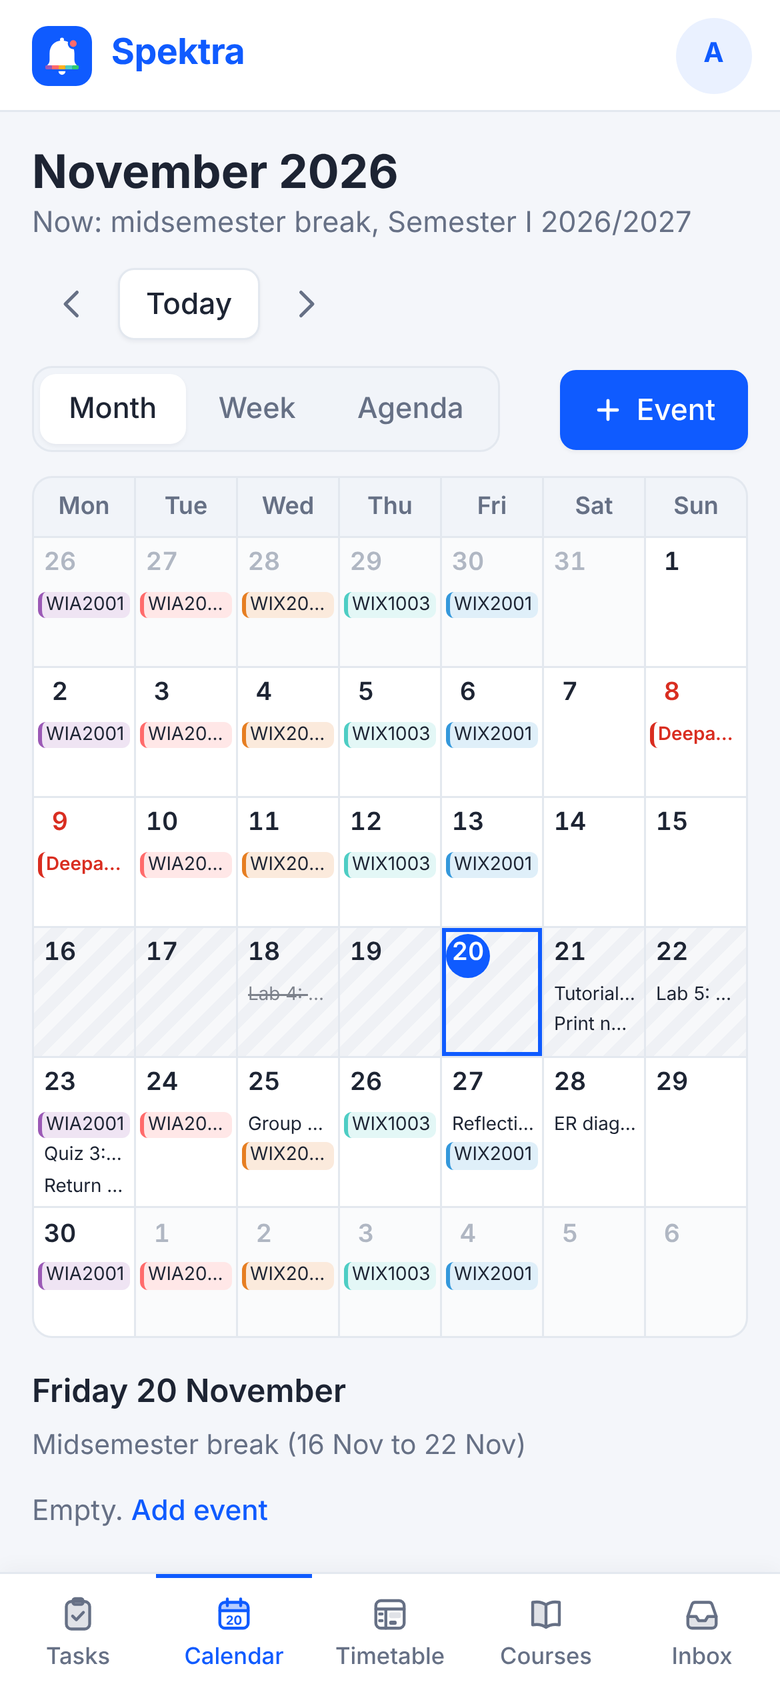 Spektra
A
November 2026
Now: midsemester break, Semester I 2026/2027
Today
Month Week Agenda
+ Event
Mon Tue Wed Thu Fri Sat Sun
26 27 28 29 30 31 1
WIA2001 WIA20... WIX20... WIX1003 WIX2001
2 3 4 5 6 7 8
WIA2001 WIA20... WIX20... WIX1003 WIX2001 Deepa...
9 10 11 12 13 14 15
Deepa... WIA20... WIX20... WIX1003 WIX2001
16 17 18 19 20 21 22
Lab 4: ... Tutorial... Lab 5: ...
Print n...
23 24 25 26 27 28 29
WIA2001 WIA20... Group ... WIX1003 Reflecti... ER diag...
Quiz 3:... WIX20... WIX2001
Return ...
30 1 2 3 4 5 6
WIA2001 WIA20... WIX20... WIX1003 WIX2001
Friday 20 November
Midsemester break (16 Nov to 22 Nov)
Empty. Add event
20
Tasks Calendar Timetable Courses Inbox